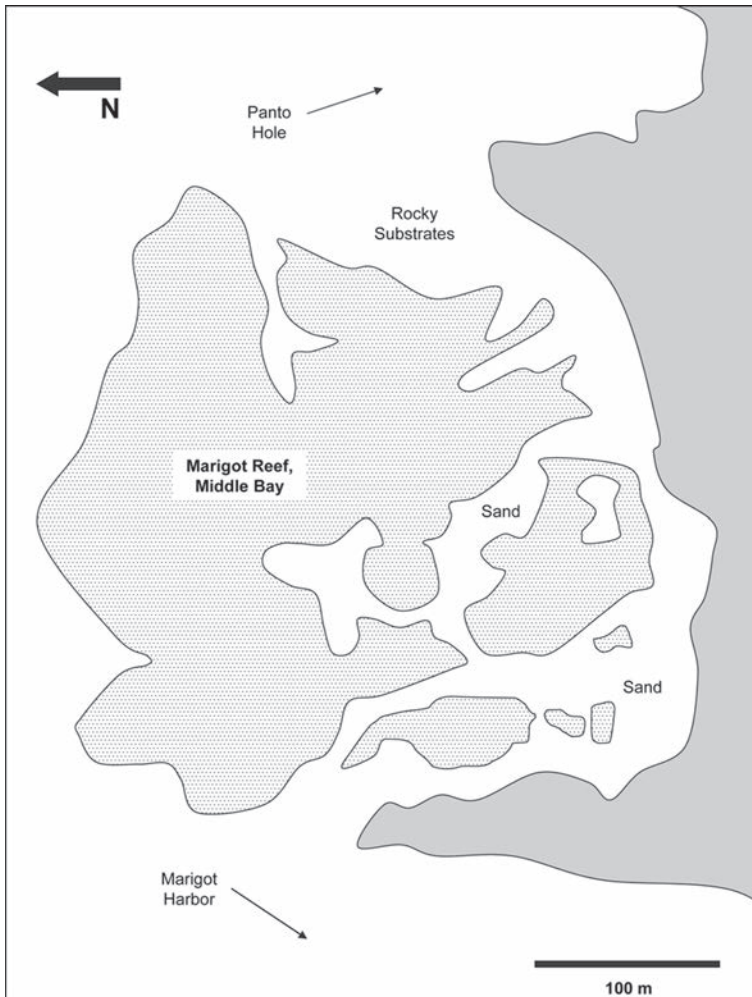 N
Panto
Hole
Rocky
Substrates
Marigot Reef,
Middle Bay
Sand
Sand
Marigot
Harbor
100 m